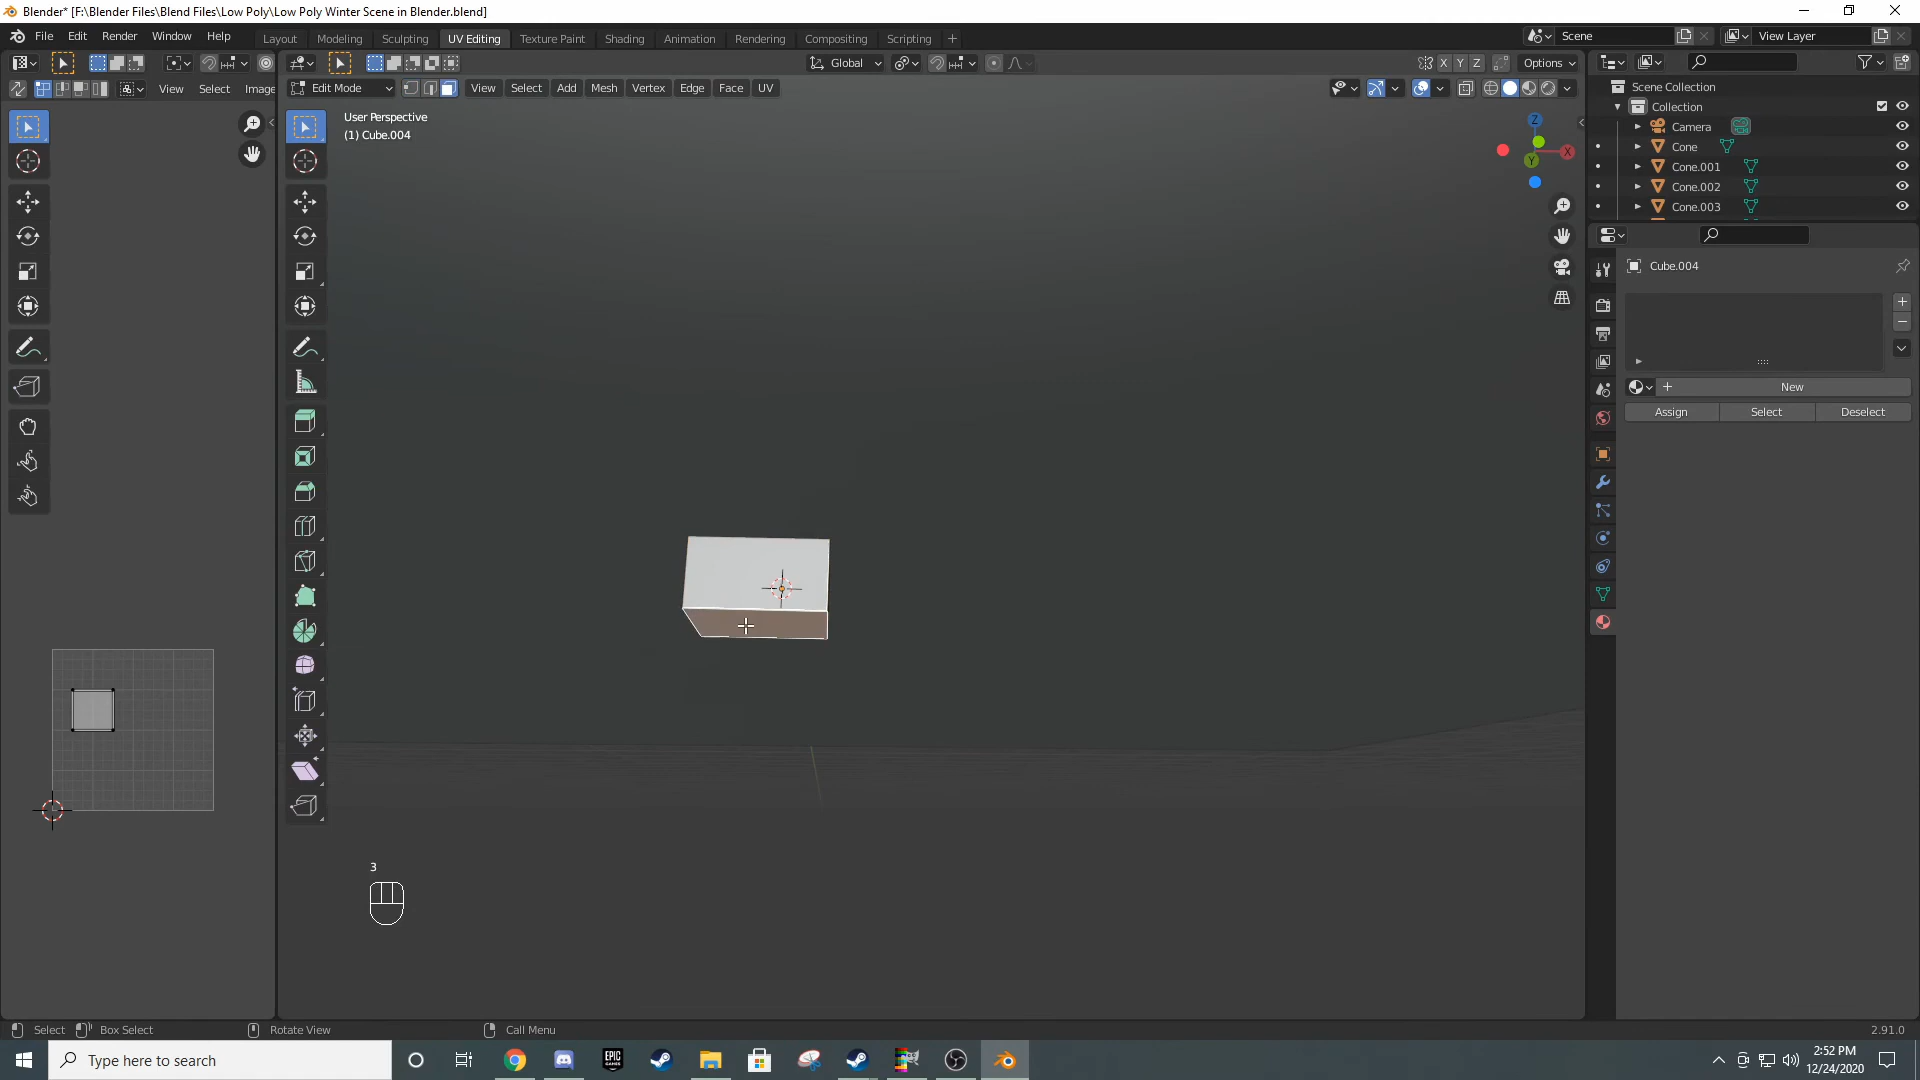 Blender* [F:\Blender Files\Blend Files\Low Poly\Low Poly Winter Scene in Blender.blend]
File Edit Render Window Help Layout Modeling Sculpting UV Editing Texture Paint Shading Animation Rendering Compositing Scripting + Scene View Layer
Global X Y Z Options
View Select Image Edit Mode View Select Add Mesh Vertex Edge Face UV
User Perspective
(1) Cube.004
Z
X
Y
Scene Collection
Collection
Camera
Cone
Cone.001
Cone.002
Cone.003
Cube.004
New
Assign Select Deselect
3
Select Box Select Rotate View Call Menu 2.91.0
Type here to search
EPIC GAMES
2:52 PM
12/24/2020